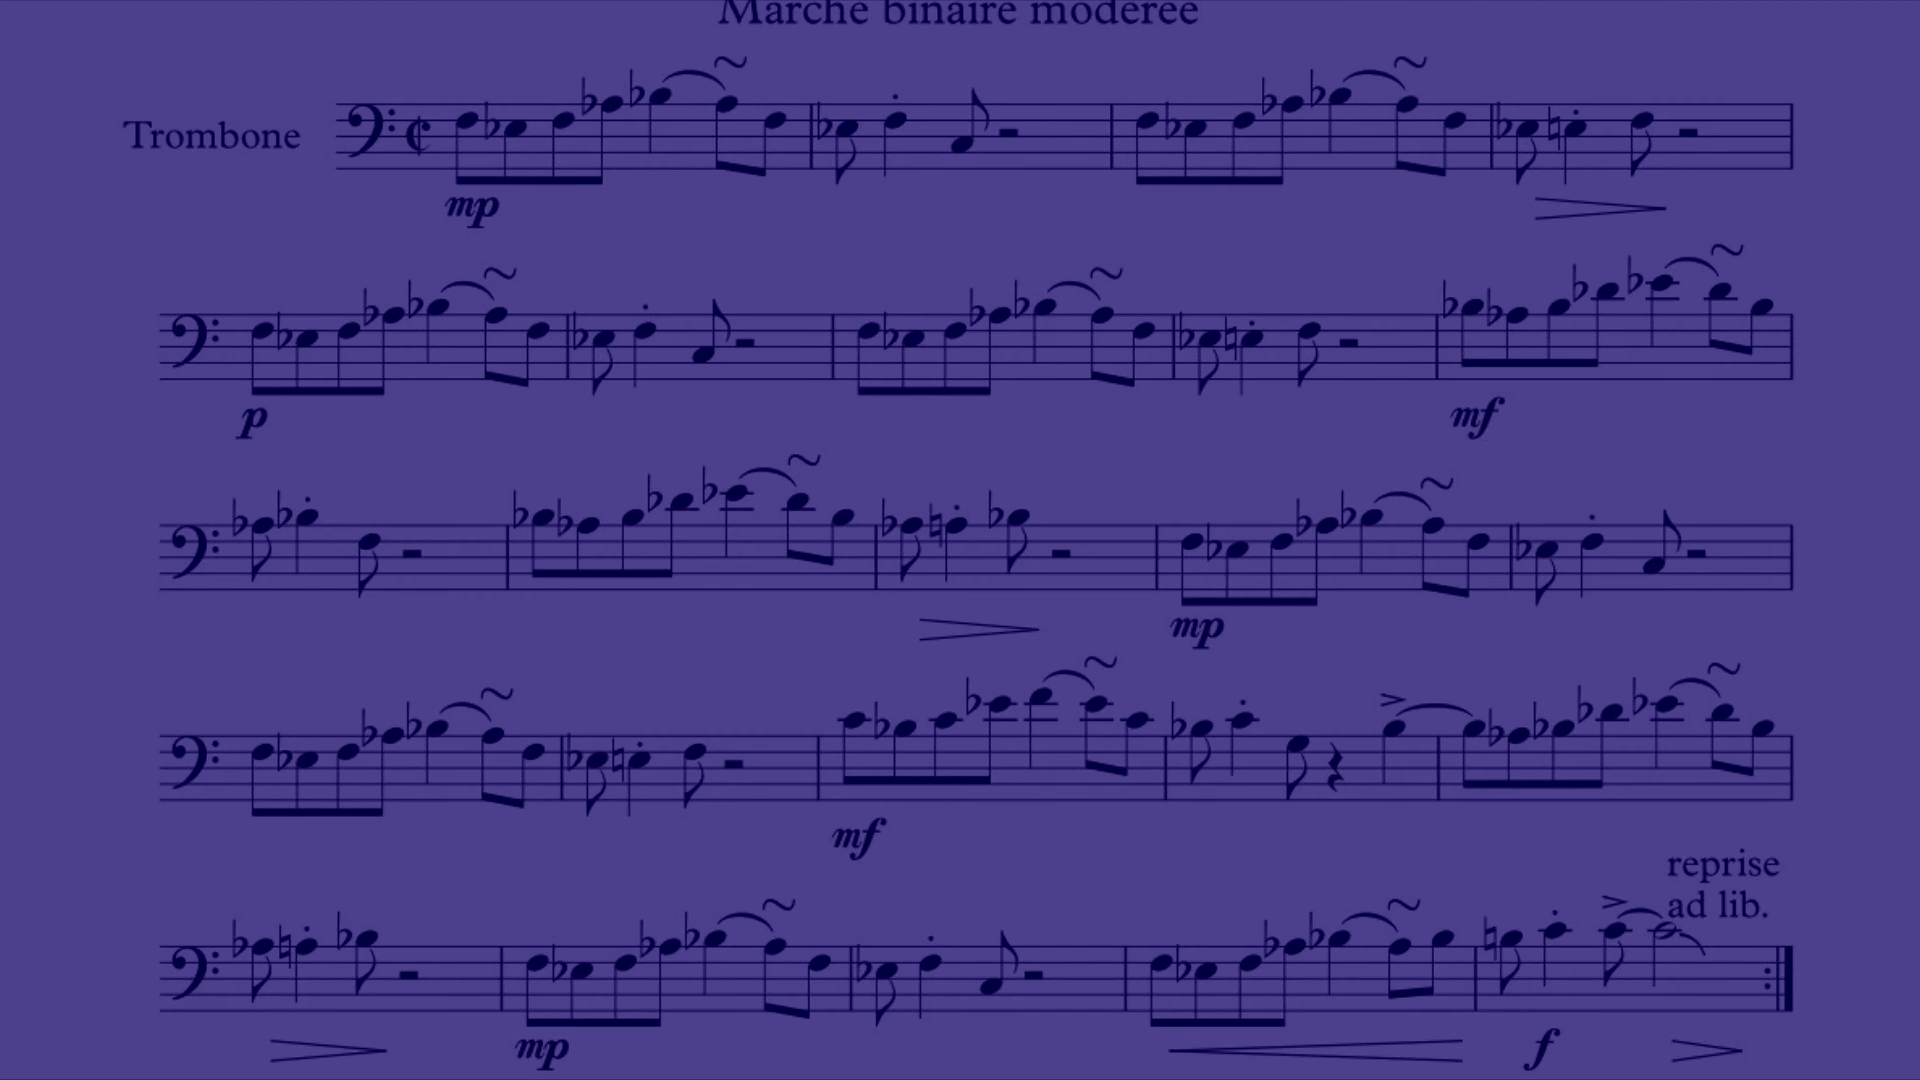 Marche binaire modérée
Trombone
mp
p
mf
mp
mf
reprise
ad lib.
mp
f